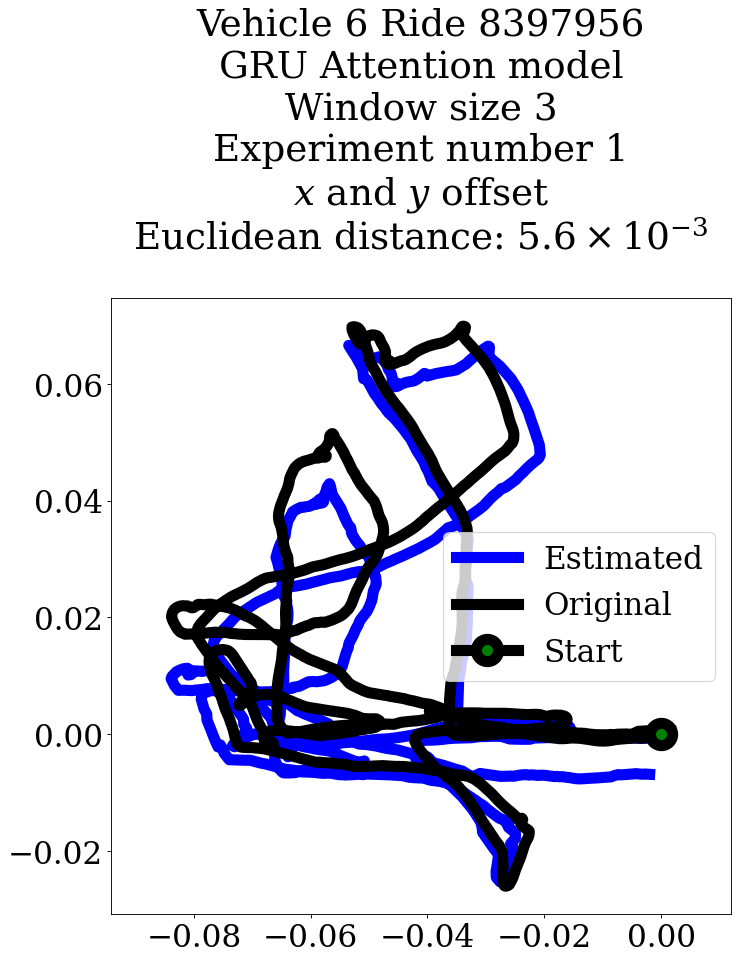 Vehicle 6 Ride 8397956
GRU Attention model
Window size 3
Experiment number 1
x and y offset
Euclidean distance: 5.6 × 10⁻³
0.06
0.04
0.02
0.00
−0.02
Estimated
Original
Start
−0.08 −0.06 −0.04 −0.02 0.00